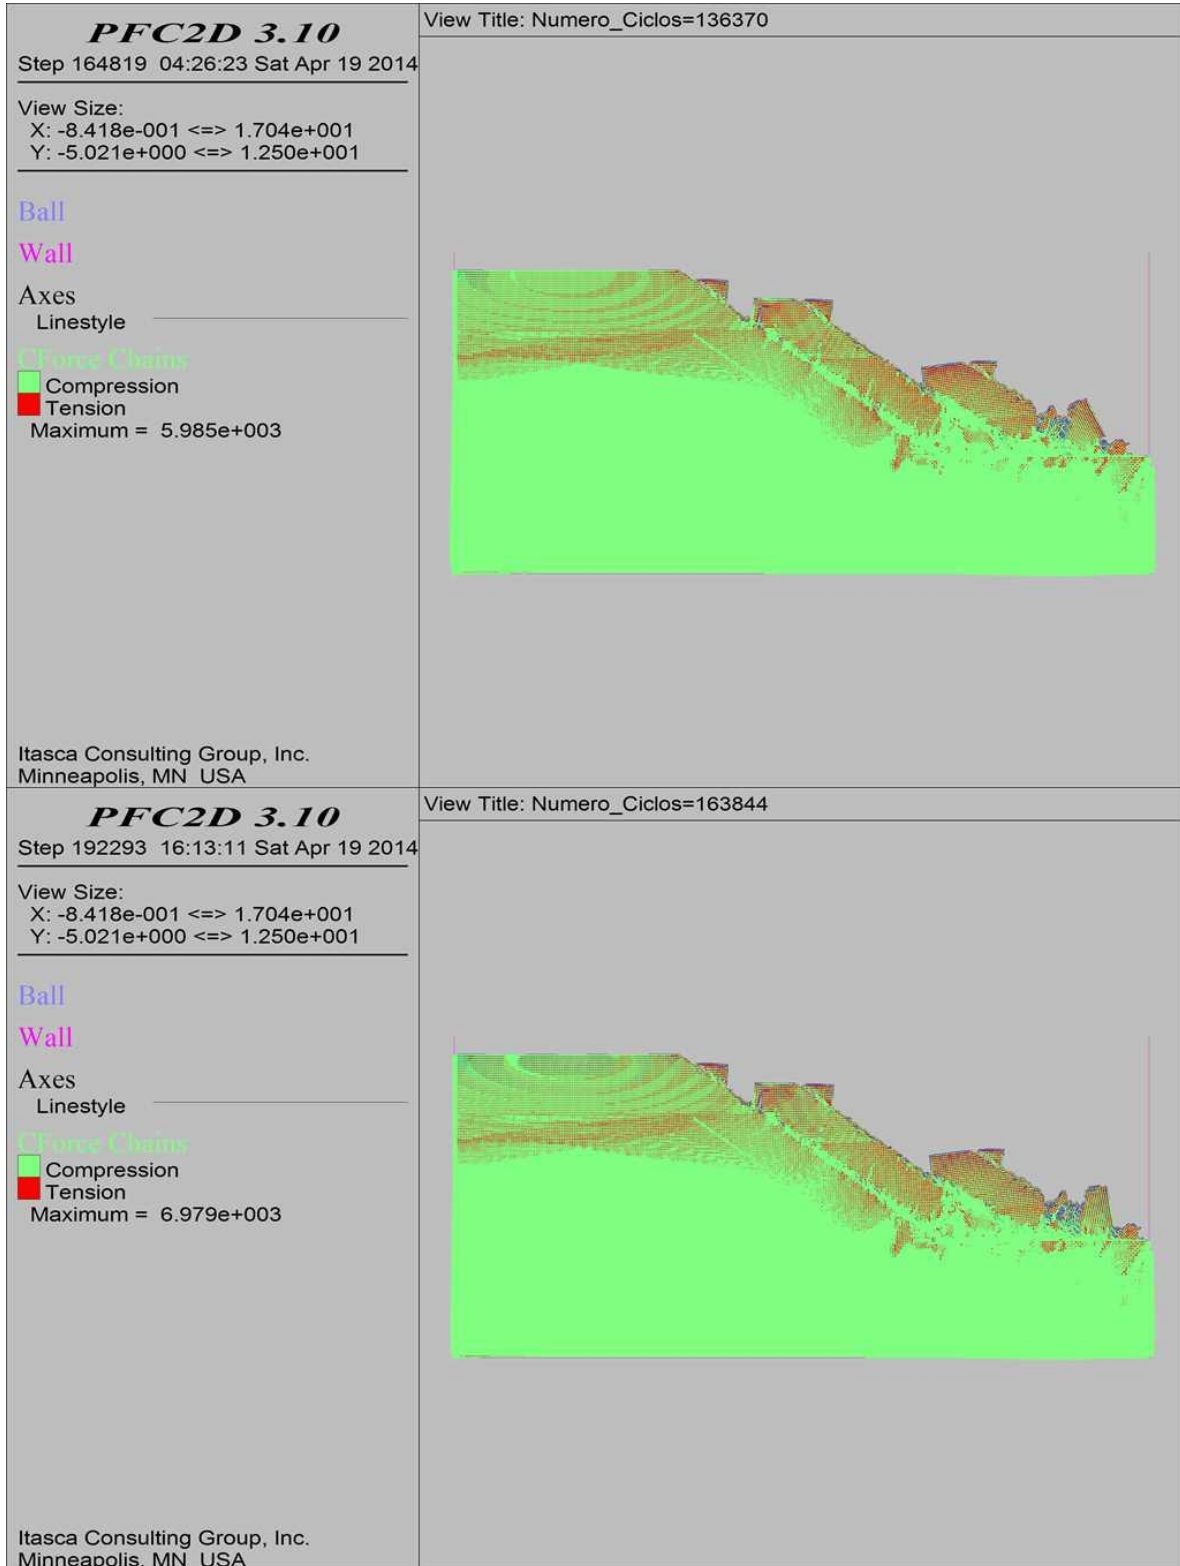 PFC2D 3.10
Step 164819 04:26:23 Sat Apr 19 2014
View Size:
X: -8.418e-001 <=> 1.704e+001
Y: -5.021e+000 <=> 1.250e+001
Ball
Wall
Axes
Linestyle
CForce Chains
Compression
Tension
Maximum = 5.985e+003
Itasca Consulting Group, Inc.
Minneapolis, MN USA
View Title: Numero_Ciclos=136370
PFC2D 3.10
Step 192293 16:13:11 Sat Apr 19 2014
View Size:
X: -8.418e-001 <=> 1.704e+001
Y: -5.021e+000 <=> 1.250e+001
Ball
Wall
Axes
Linestyle
CForce Chains
Compression
Tension
Maximum = 6.979e+003
Itasca Consulting Group, Inc.
Minneapolis, MN USA
View Title: Numero_Ciclos=163844